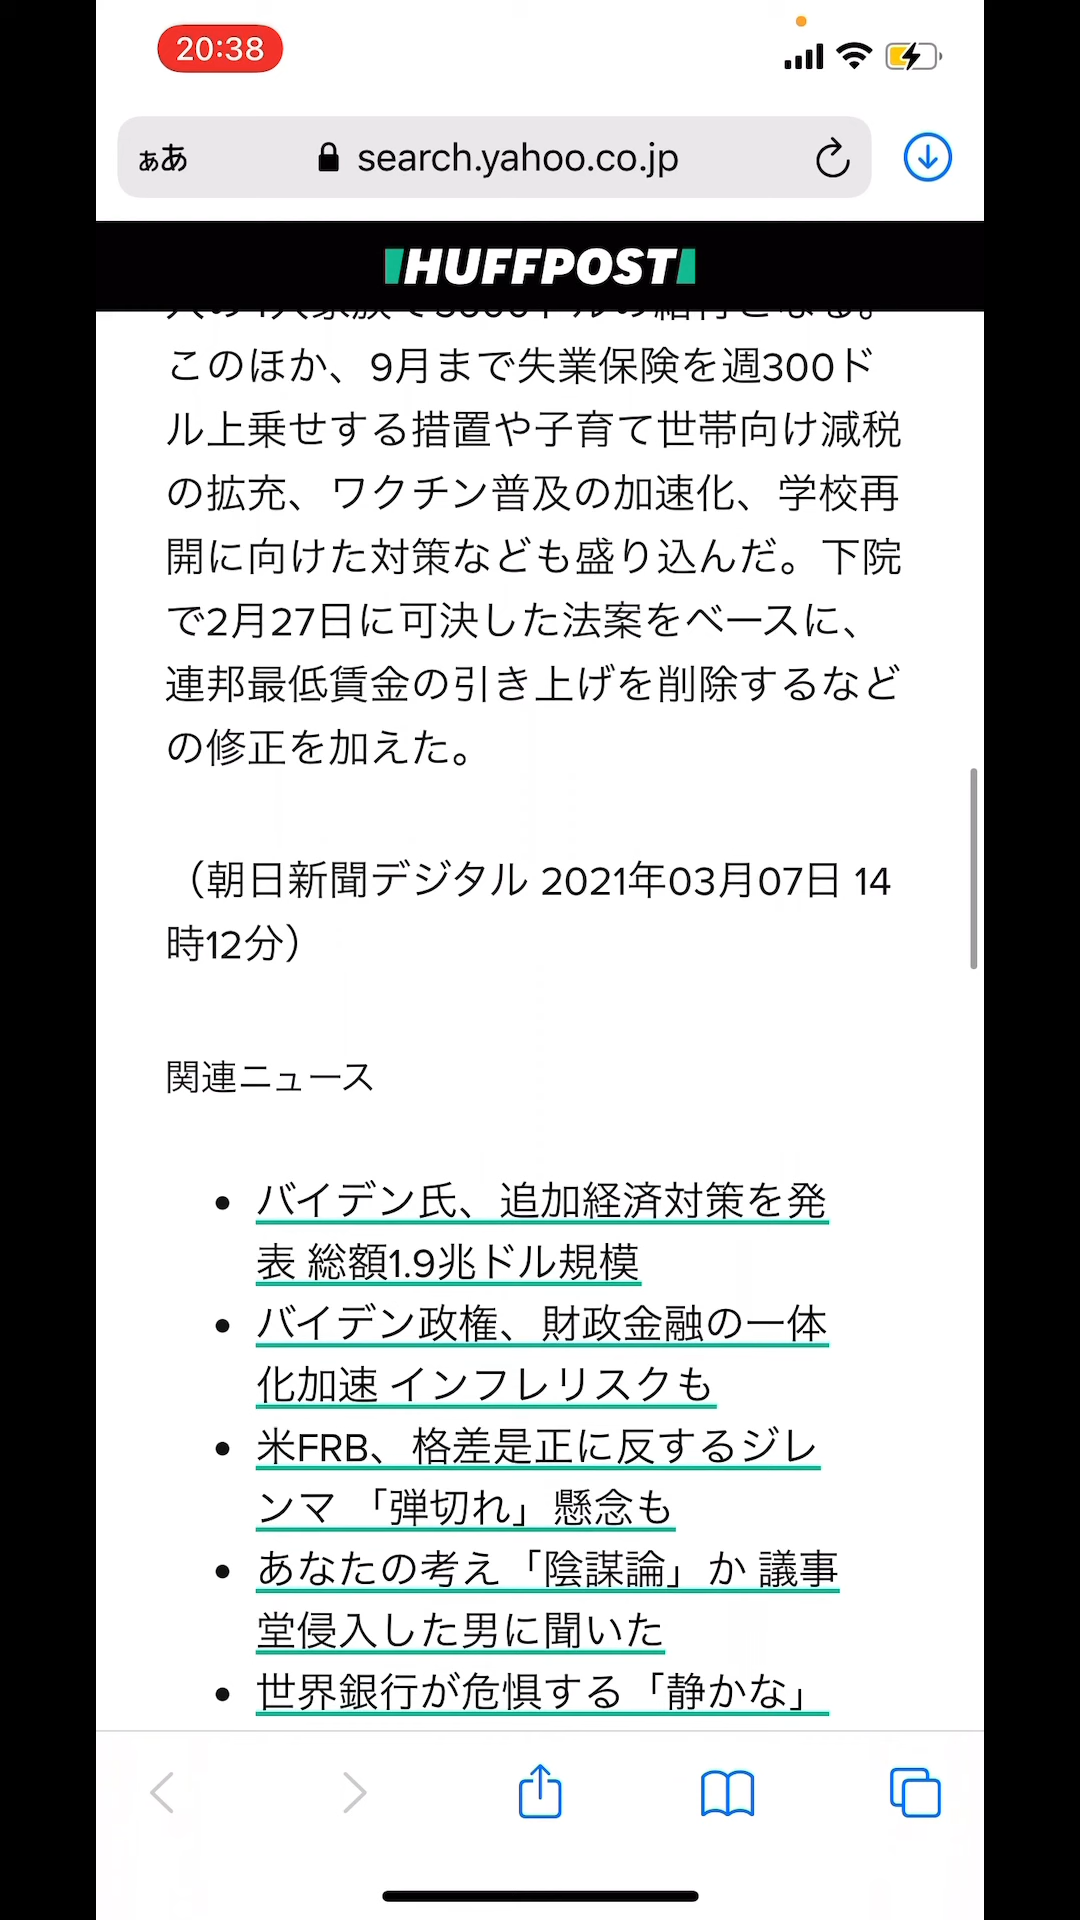 20:38
ぁあ search.yahoo.co.jp
HUFFPOST
このほか、9月まで失業保険を週300ド
ル上乗せする措置や子育て世帯向け減税
の拡充、ワクチン普及の加速化、学校再
開に向けた対策なども盛り込んだ。下院
で2月27日に可決した法案をベースに、
連邦最低賃金の引き上げを削除するなど
の修正を加えた。
（朝日新聞デジタル 2021年03月07日 14
時12分）
関連ニュース
• バイデン氏、追加経済対策を発
表 総額1.9兆ドル規模
• バイデン政権、財政金融の一体
化加速 インフレリスクも
• 米FRB、格差是正に反するジレ
ンマ 「弾切れ」懸念も
• あなたの考え「陰謀論」か 議事
堂侵入した男に聞いた
• 世界銀行が危惧する「静かな」